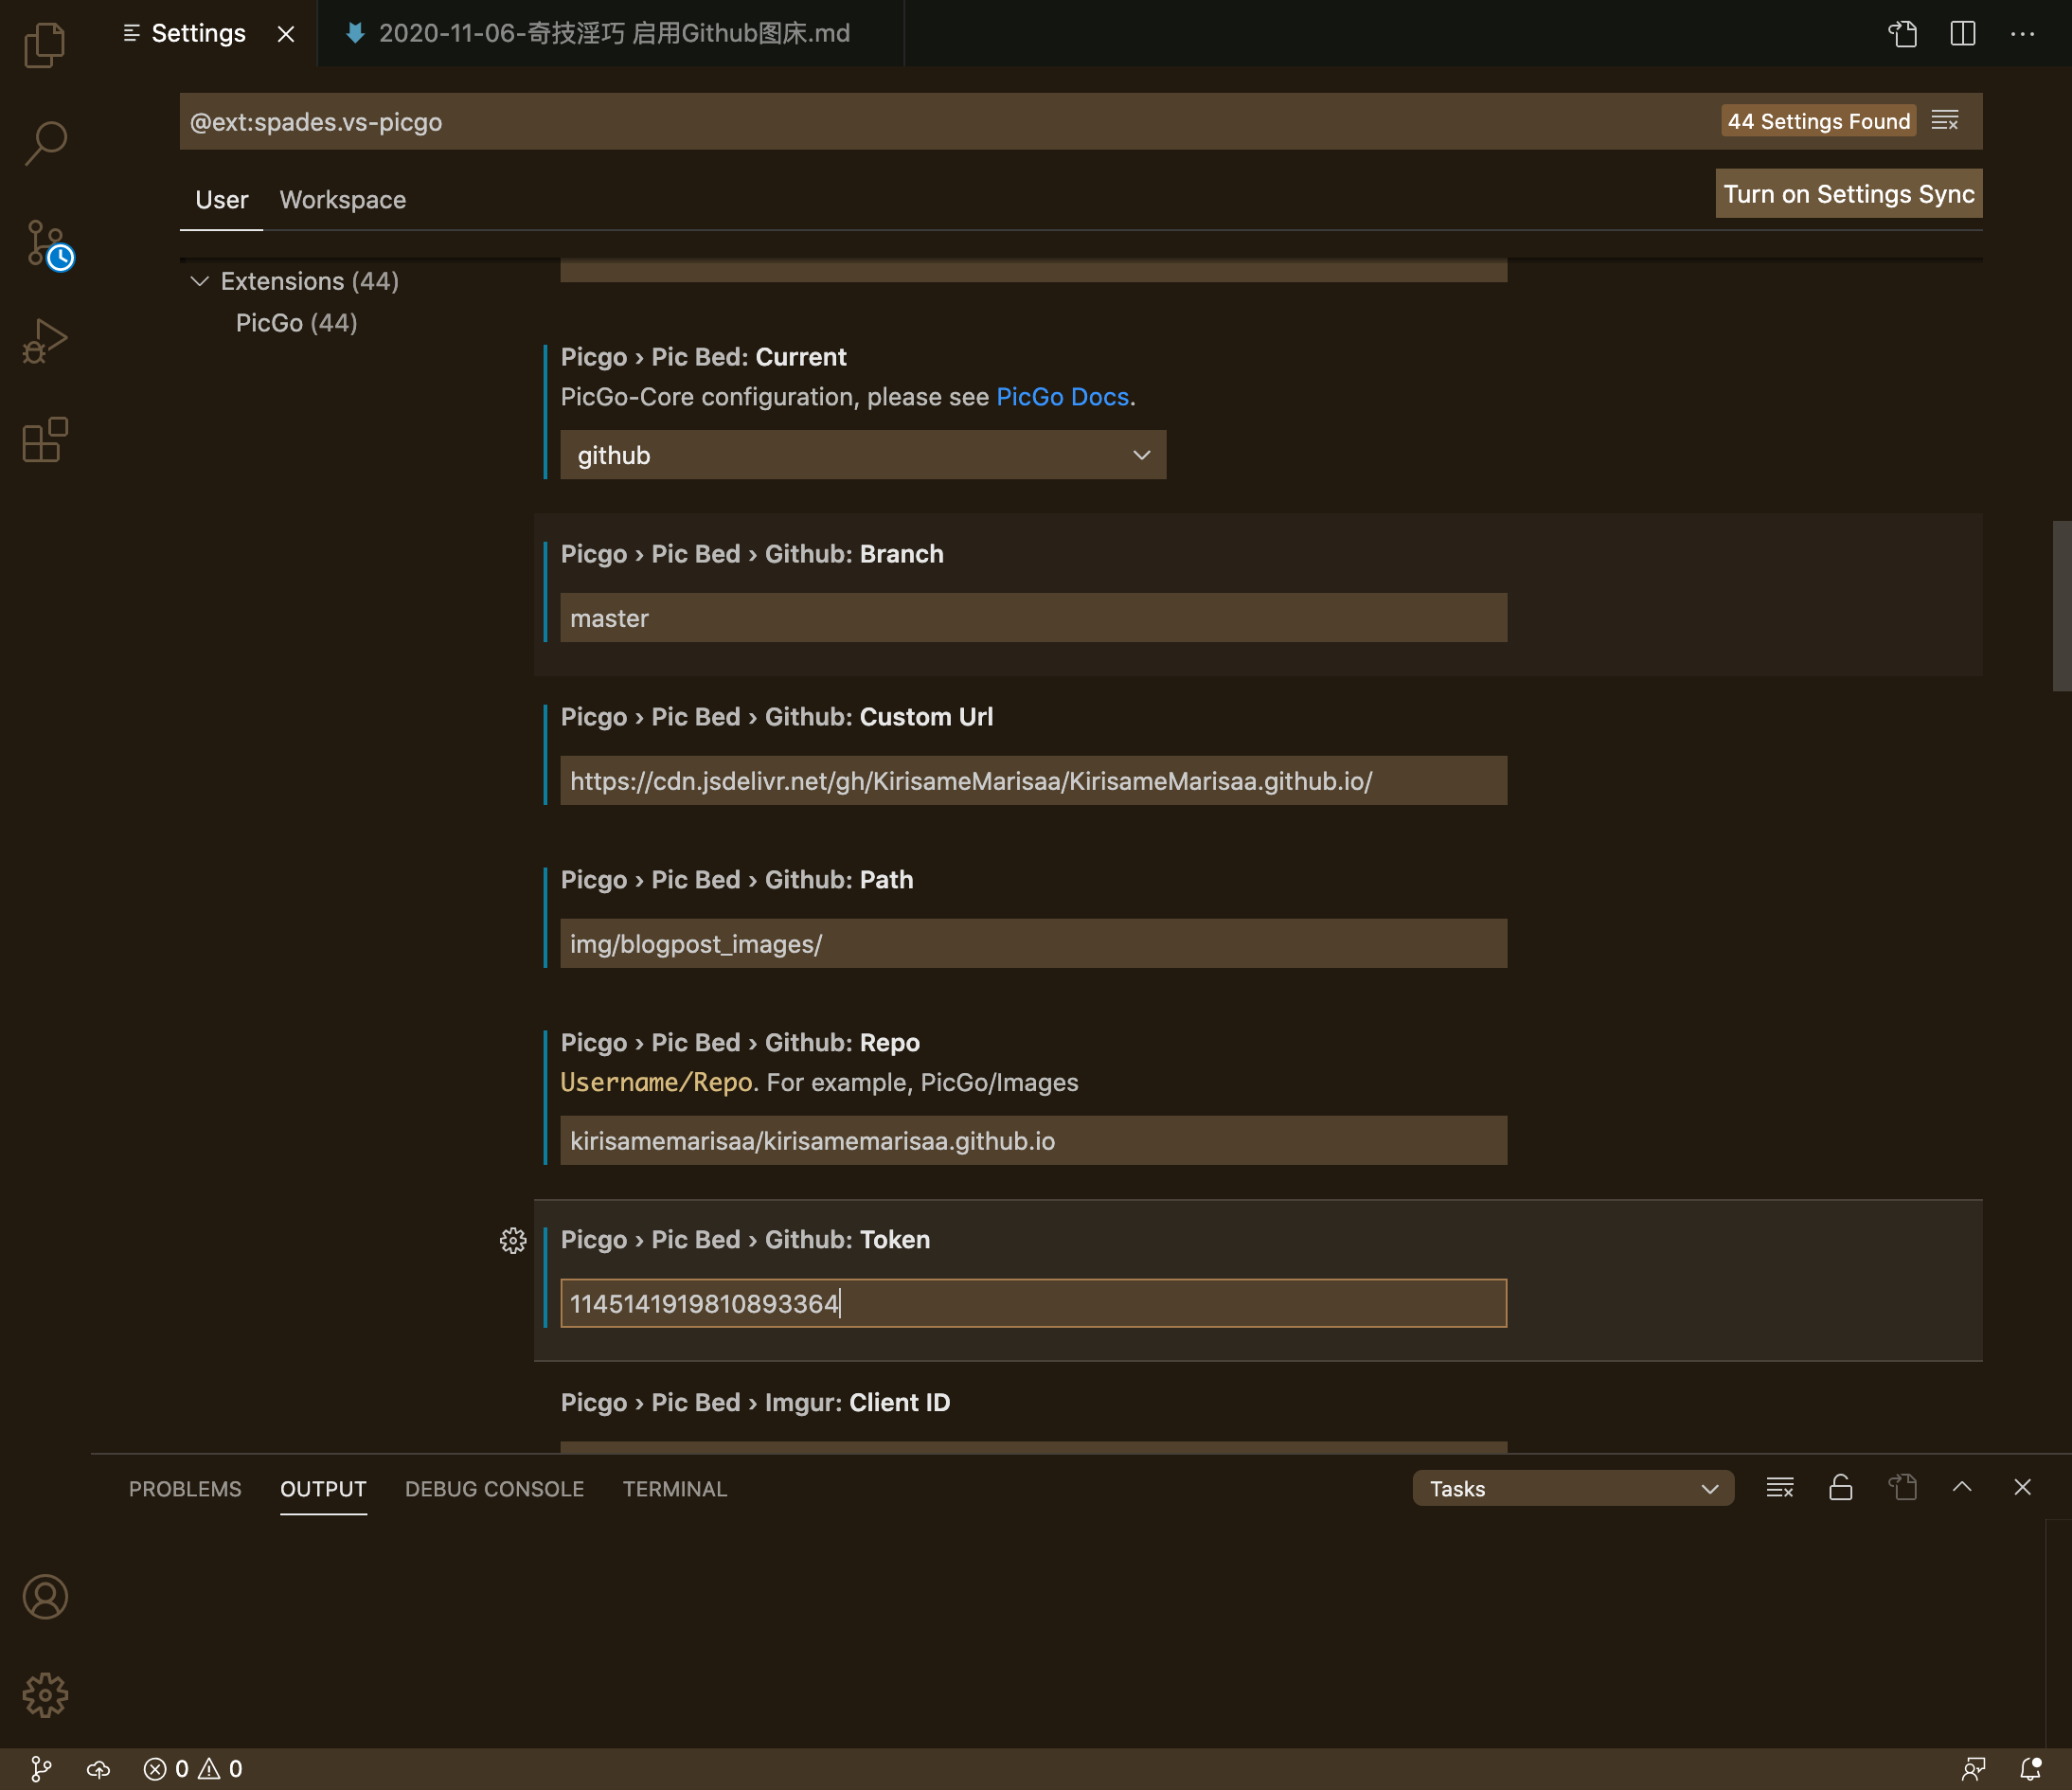 Settings
2020-11-06-奇技淫巧 启用Github图床.md
@ext:spades.vs-picgo
44 Settings Found
User Workspace
Turn on Settings Sync
Extensions (44)
PicGo (44)
Picgo › Pic Bed: Current
PicGo-Core configuration, please see PicGo Docs.
github
Picgo › Pic Bed › Github: Branch
master
Picgo › Pic Bed › Github: Custom Url
https://cdn.jsdelivr.net/gh/KirisameMarisaa/KirisameMarisaa.github.io/
Picgo › Pic Bed › Github: Path
img/blogpost_images/
Picgo › Pic Bed › Github: Repo
Username/Repo. For example, PicGo/Images
kirisamemarisaa/kirisamemarisaa.github.io
Picgo › Pic Bed › Github: Token
1145141919810893364
Picgo › Pic Bed › Imgur: Client ID
PROBLEMS OUTPUT DEBUG CONSOLE TERMINAL
Tasks
0 0